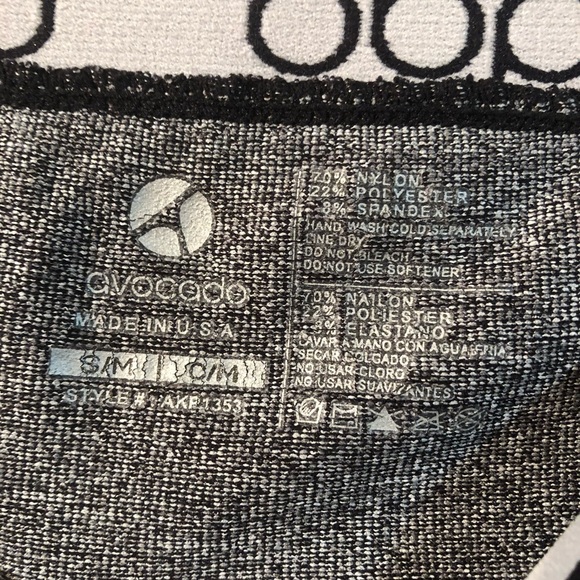 avocado
MADE IN U.S.A
S/M | C/M
STYLE #: AKP1353
70% NYLON
22% POLYESTER
8% SPANDEX
HAND WASH COLD SEPARATELY
LINE DRY
DO NOT BLEACH
DO NOT USE SOFTENER
70% NAILON
22% POLIESTER
8% ELASTANO
LAVAR A MANO CON AGUA FRIA
SECAR COLGADO
NO USAR CLORO
NO USAR SUAVIZANTES